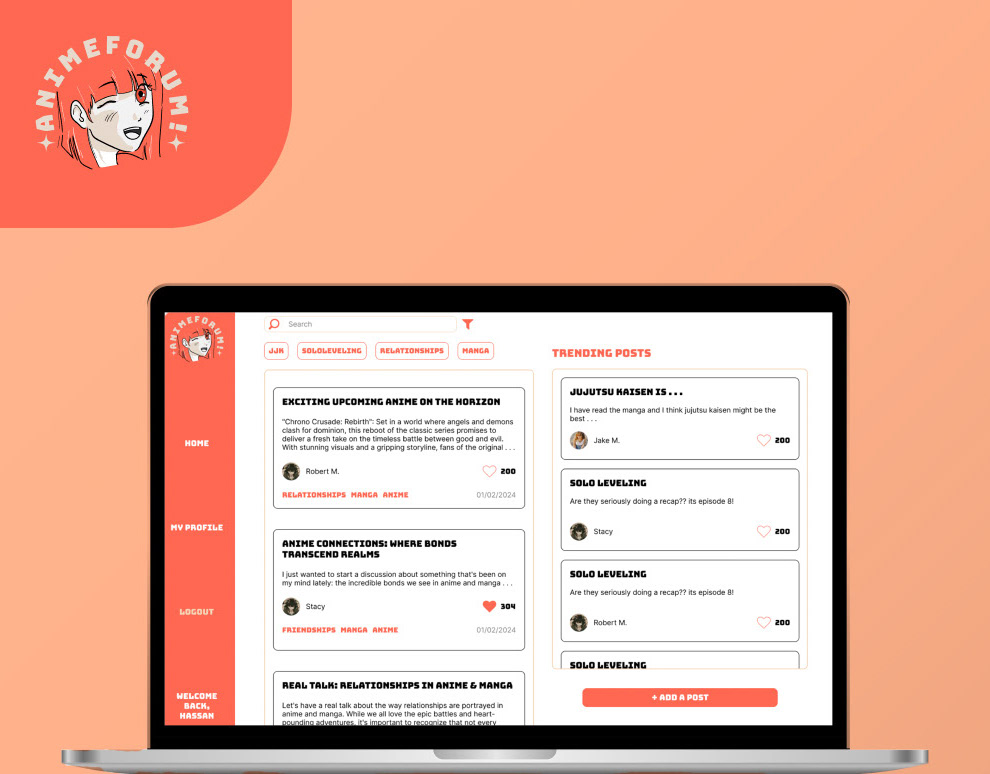 ANIMEFORUM!
ANIMEFORUM!
HOME
MY PROFILE
LOGOUT
WELCOME
BACK,
HASSAN
Search
JJN
SOLOLEVELING
RELATIONSHIPS
MANGA
EXCITING UPCOMING ANIME ON THE HORIZON
"Chrono Crusade: Rebirth": Set in a world where angels and demons
clash for dominion, this reboot of the classic series promises to
deliver a fresh take on the timeless battle between good and evil.
With stunning visuals and a gripping storyline, fans of the original . . .
Robert M.
200
RELATIONSHIPS MANGA ANIME
01/02/2024
ANIME CONNECTIONS: WHERE BONDS
TRANSCEND REALMS
I just wanted to start a discussion about something that's been on
my mind lately: the incredible bonds we see in anime and manga . . .
Stacy
304
FRIENDSHIPS MANGA ANIME
01/02/2024
REAL TALK: RELATIONSHIPS IN ANIME & MANGA
Let's have a real talk about the way relationships are portrayed in
anime and manga. While we all love the epic battles and heart-
pounding adventures, it's important to recognize that not every
TRENDING POSTS
JUJUTSU KAISEN IS . . .
I have read the manga and I think jujutsu kaisen might be the
best . . .
Jake M.
200
SOLO LEVELING
Are they seriously doing a recap?? its episode 8!
Stacy
200
SOLO LEVELING
Are they seriously doing a recap?? its episode 8!
Robert M.
200
SOLO LEVELING
+ ADD A POST